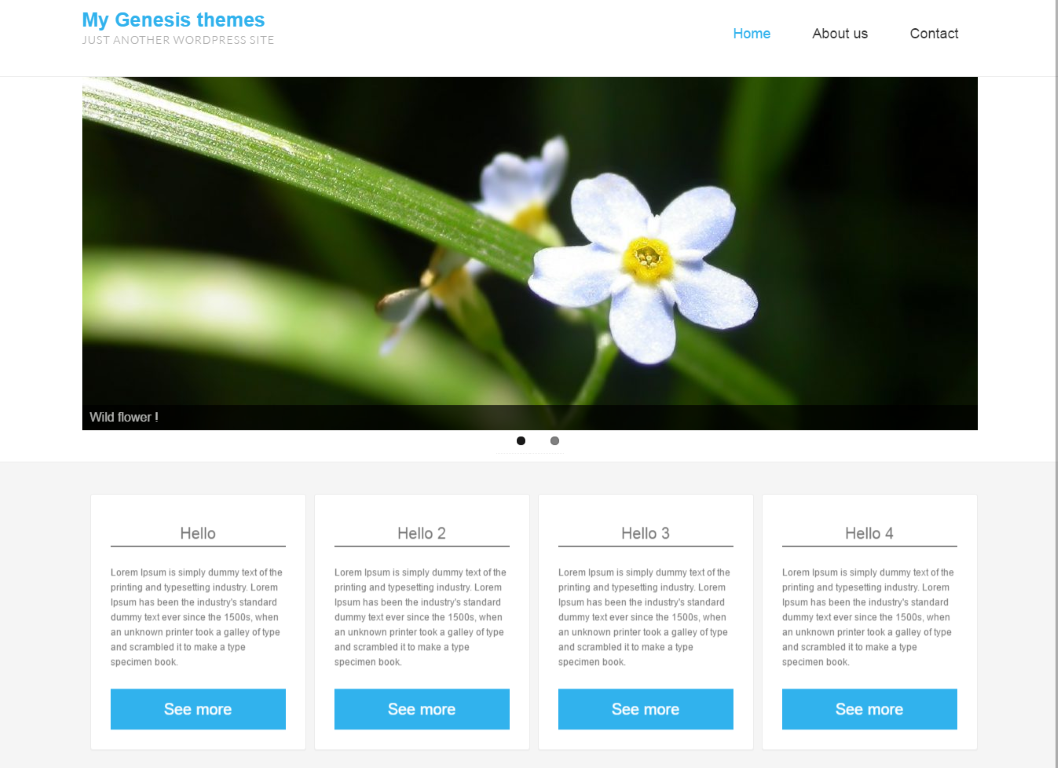 My Genesis themes
JUST ANOTHER WORDPRESS SITE
Home About us Contact
Wild flower !
Hello
Lorem Ipsum is simply dummy text of the
printing and typesetting industry. Lorem
Ipsum has been the industry's standard
dummy text ever since the 1500s, when
an unknown printer took a galley of type
and scrambled it to make a type
specimen book.
See more
Hello 2
Lorem Ipsum is simply dummy text of the
printing and typesetting industry. Lorem
Ipsum has been the industry's standard
dummy text ever since the 1500s, when
an unknown printer took a galley of type
and scrambled it to make a type
specimen book.
See more
Hello 3
Lorem Ipsum is simply dummy text of the
printing and typesetting industry. Lorem
Ipsum has been the industry's standard
dummy text ever since the 1500s, when
an unknown printer took a galley of type
and scrambled it to make a type
specimen book.
See more
Hello 4
Lorem Ipsum is simply dummy text of the
printing and typesetting industry. Lorem
Ipsum has been the industry's standard
dummy text ever since the 1500s, when
an unknown printer took a galley of type
and scrambled it to make a type
specimen book.
See more